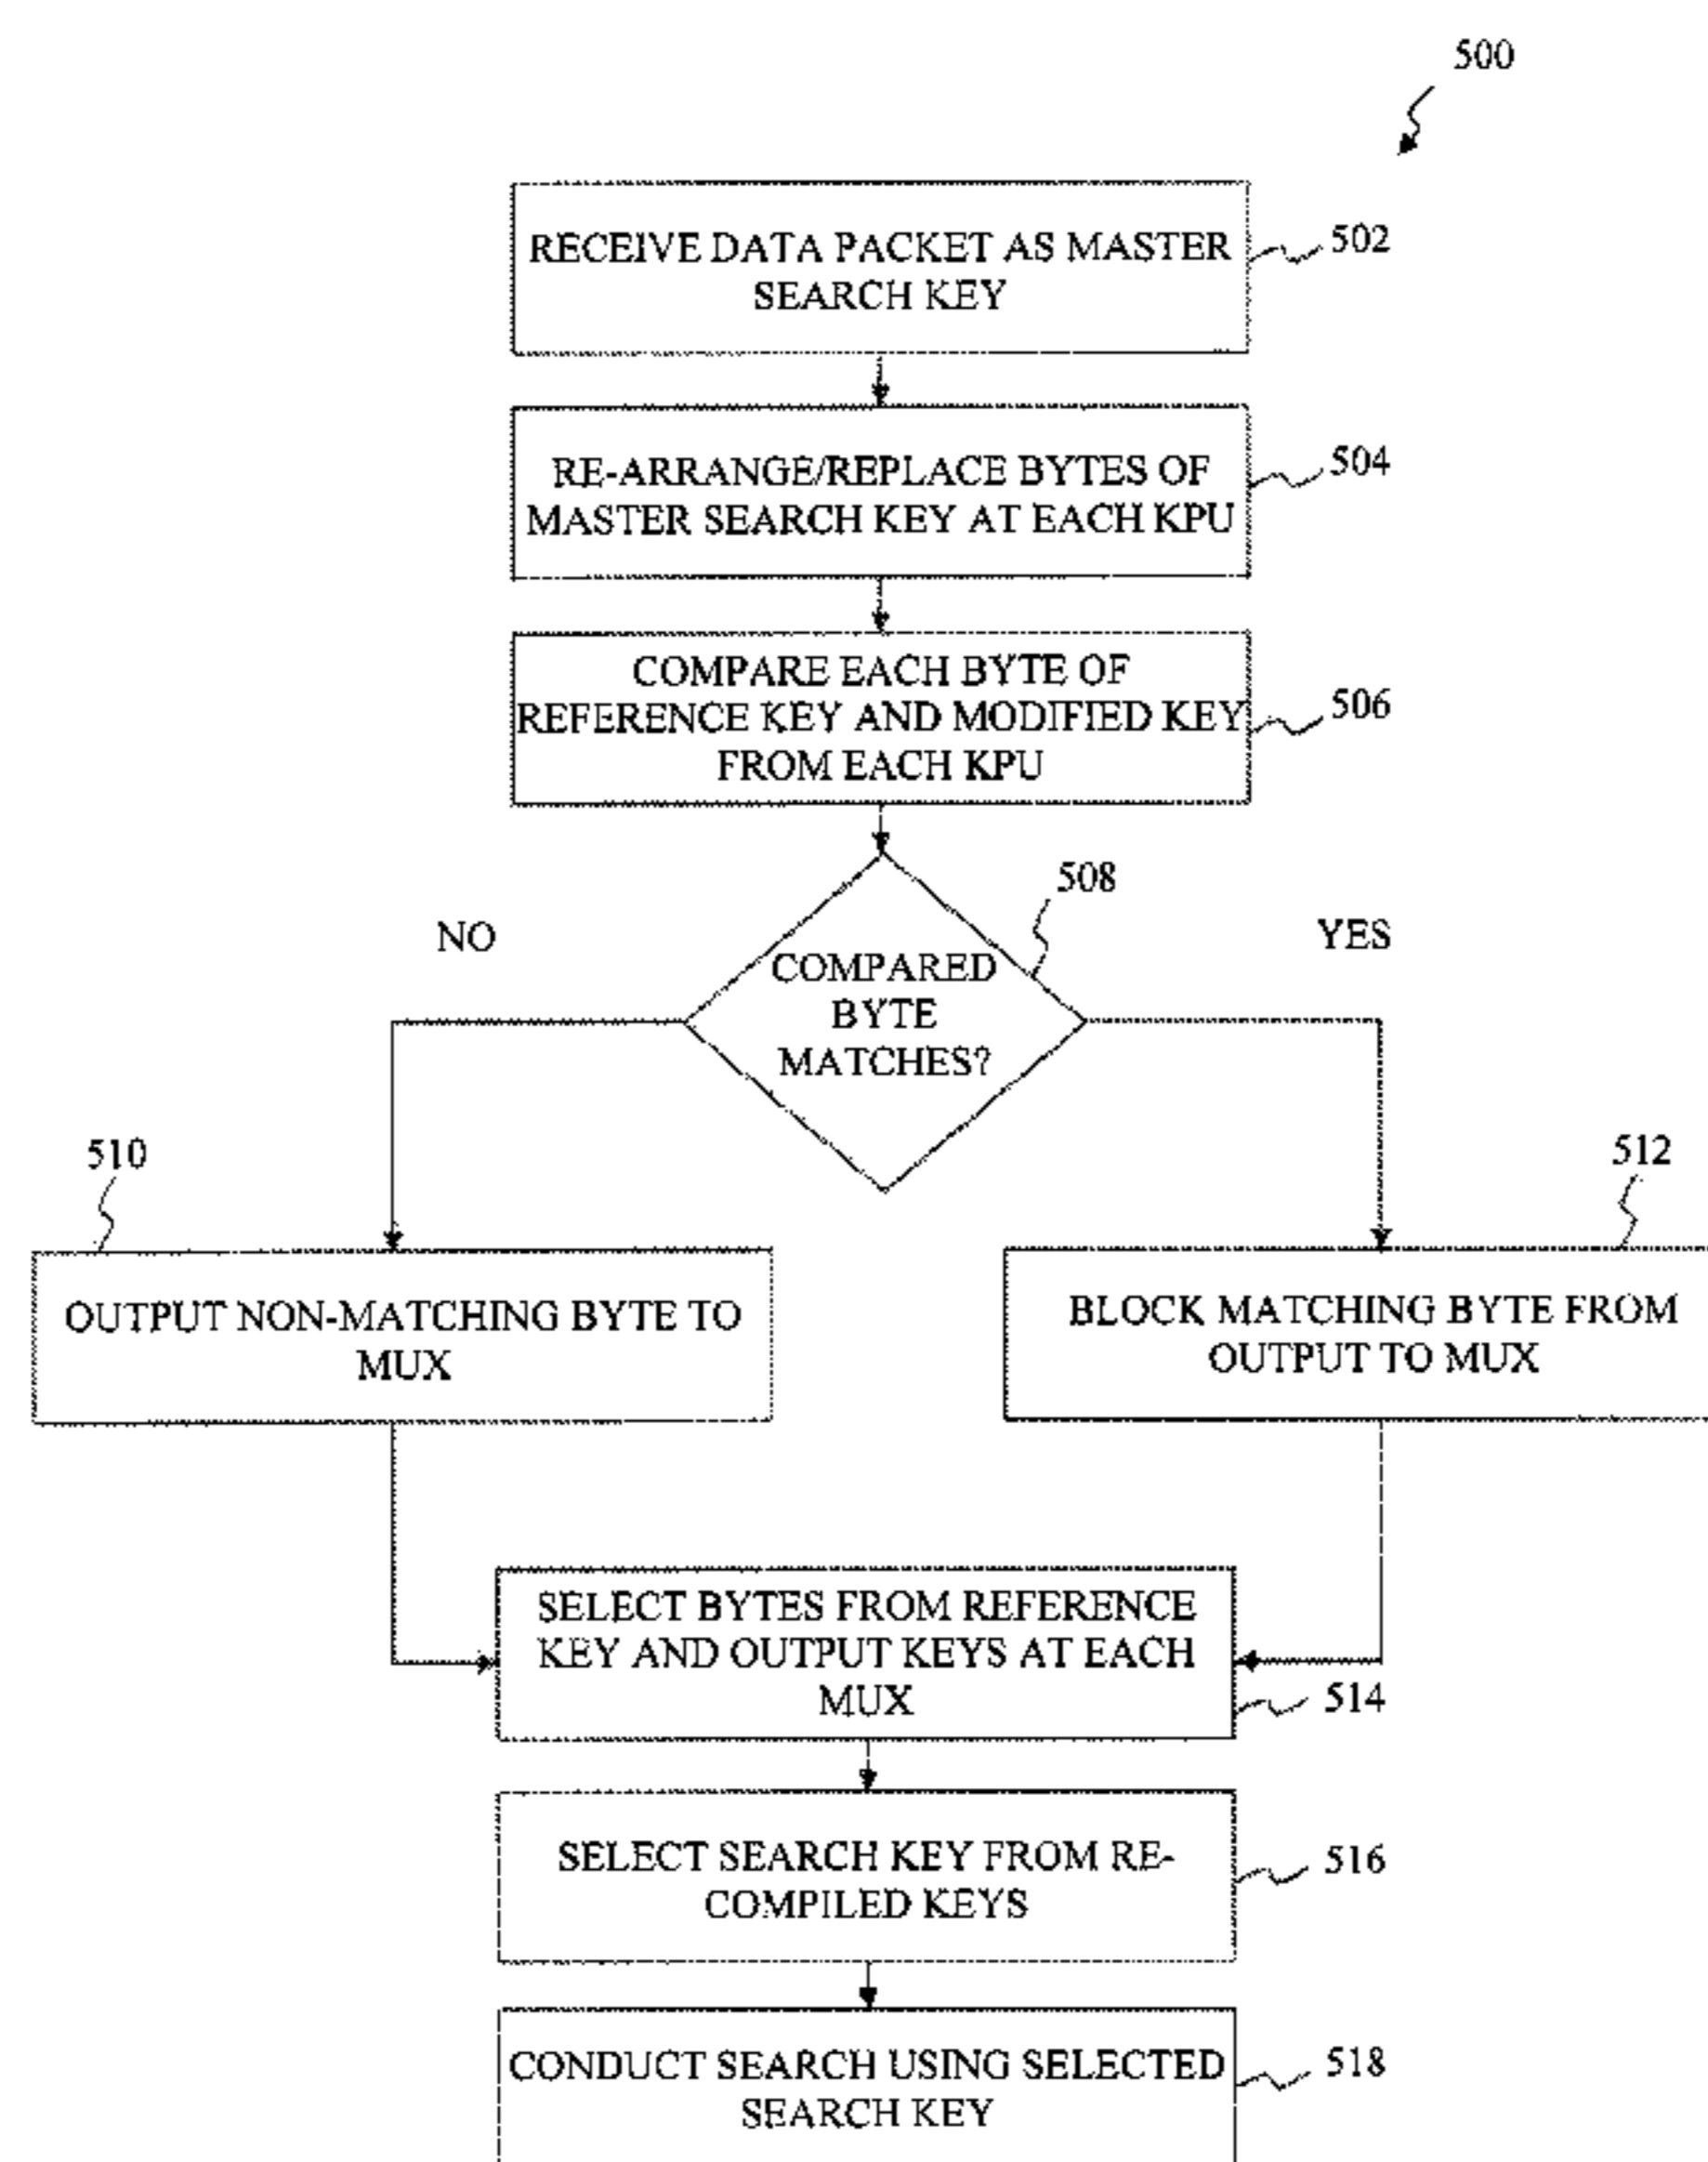 500
RECEIVE DATA PACKET AS MASTER
SEARCH KEY
502
RE-ARRANGE/REPLACE BYTES OF
MASTER SEARCH KEY AT EACH KPU
504
COMPARE EACH BYTE OF
REFERENCE KEY AND MODIFIED KEY
FROM EACH KPU
506
508
NO
YES
COMPARED
BYTE
MATCHES?
510
512
OUTPUT NON-MATCHING BYTE TO
MUX
BLOCK MATCHING BYTE FROM
OUTPUT TO MUX
SELECT BYTES FROM REFERENCE
KEY AND OUTPUT KEYS AT EACH
MUX
514
SELECT SEARCH KEY FROM RE-
COMPILED KEYS
516
CONDUCT SEARCH USING SELECTED
SEARCH KEY
518